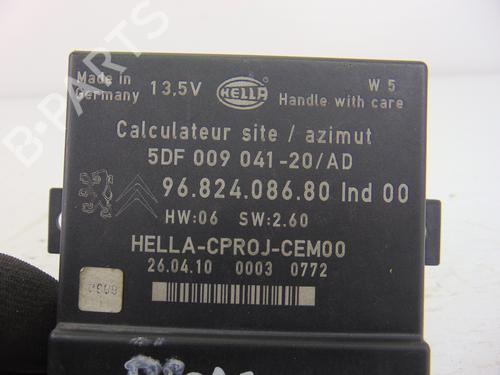 Made in
Germany
13,5V
HELLA
W 5
Handle with care
Calculateur site / azimut
5DF 009 041-20/AD
96.824.086.80 Ind 00
HW:06 SW:2.60
HELLA-CPROJ-CEM00
26.04.10 0003 0772
B-PARTS